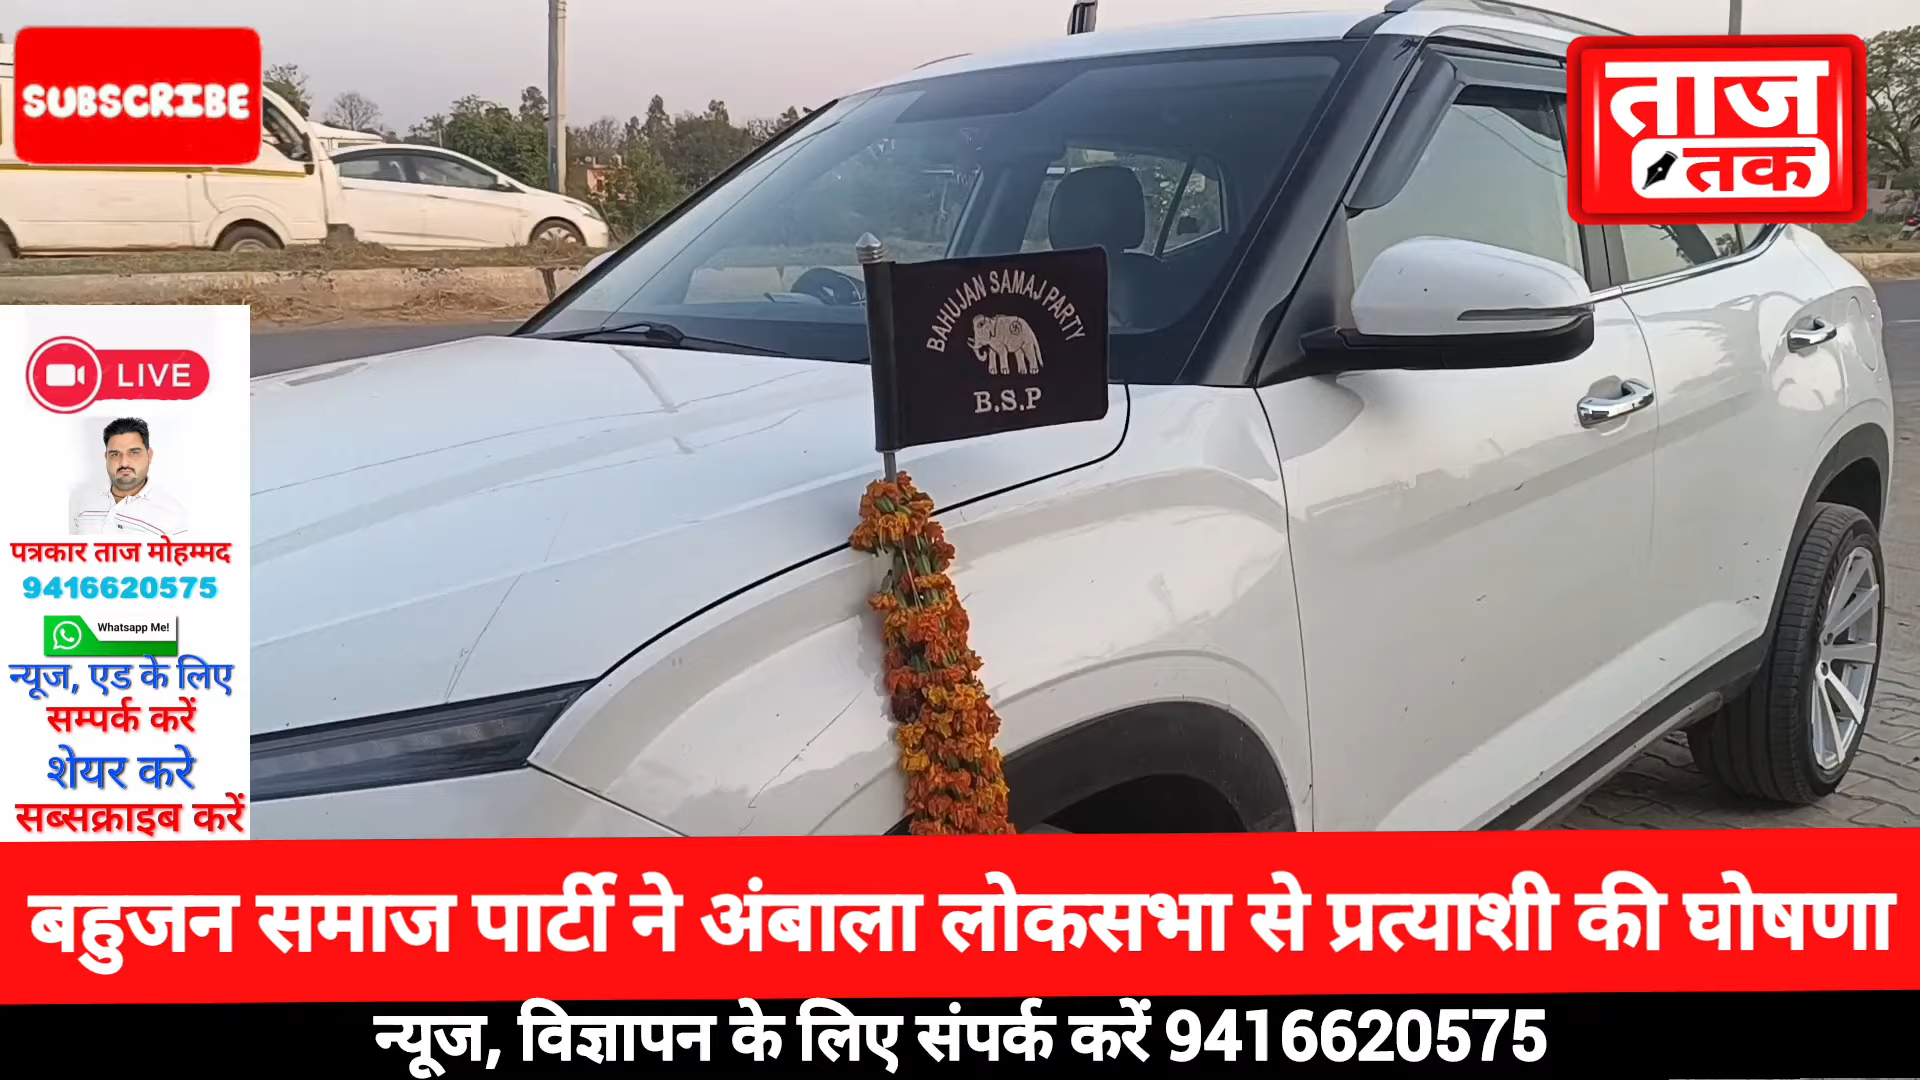 SUBSCRIBE
ताज
तक
BAHUJAN SAMAJ PARTY
B.S.P
LIVE
पत्रकार ताज मोहम्मद
9416620575
Whatsapp Me!
न्यूज, एड के लिए
सम्पर्क करें
शेयर करे
सब्सक्राइब करें
बहुजन समाज पार्टी ने अंबाला लोकसभा से प्रत्याशी की घोषणा
न्यूज, विज्ञापन के लिए संपर्क करें 9416620575